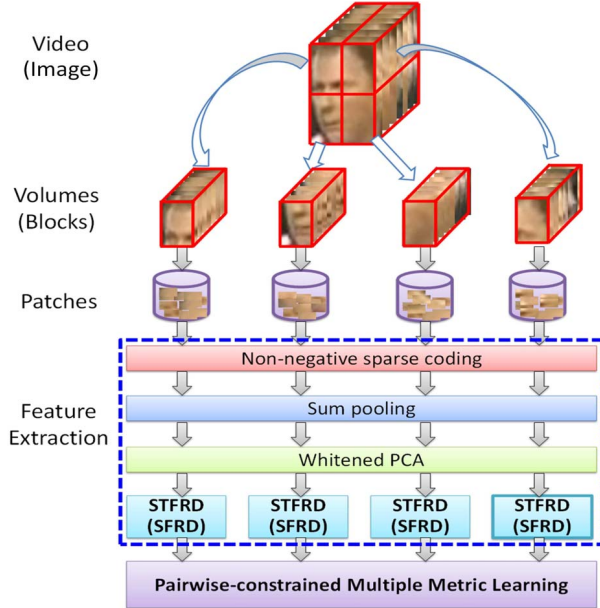 Video
(Image)
Volumes
(Blocks)
Patches
Feature
Extraction
Non-negative sparse coding
Sum pooling
Whitened PCA
STFRD
(SFRD)
STFRD
(SFRD)
STFRD
(SFRD)
STFRD
(SFRD)
Pairwise-constrained Multiple Metric Learning